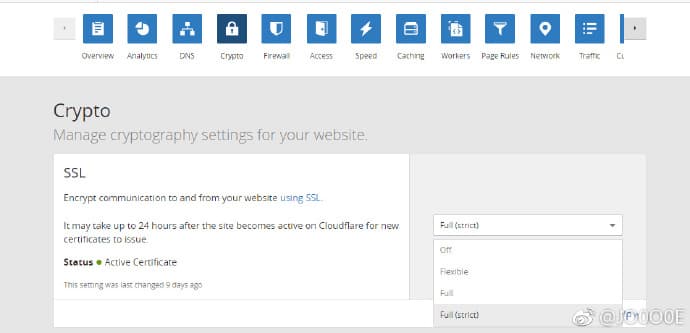 Overview
Analytics
DNS
Crypto
Firewall
Access
Speed
Caching
Workers
Page Rules
Network
Traffic
Crypto
Manage cryptography settings for your website.
SSL
Encrypt communication to and from your website using SSL.
It may take up to 24 hours after the site becomes active on Cloudflare for new
certificates to issue.
Status Active Certificate
This setting was last changed 9 days ago
Full (strict)
Off
Flexible
Full
Full (strict)